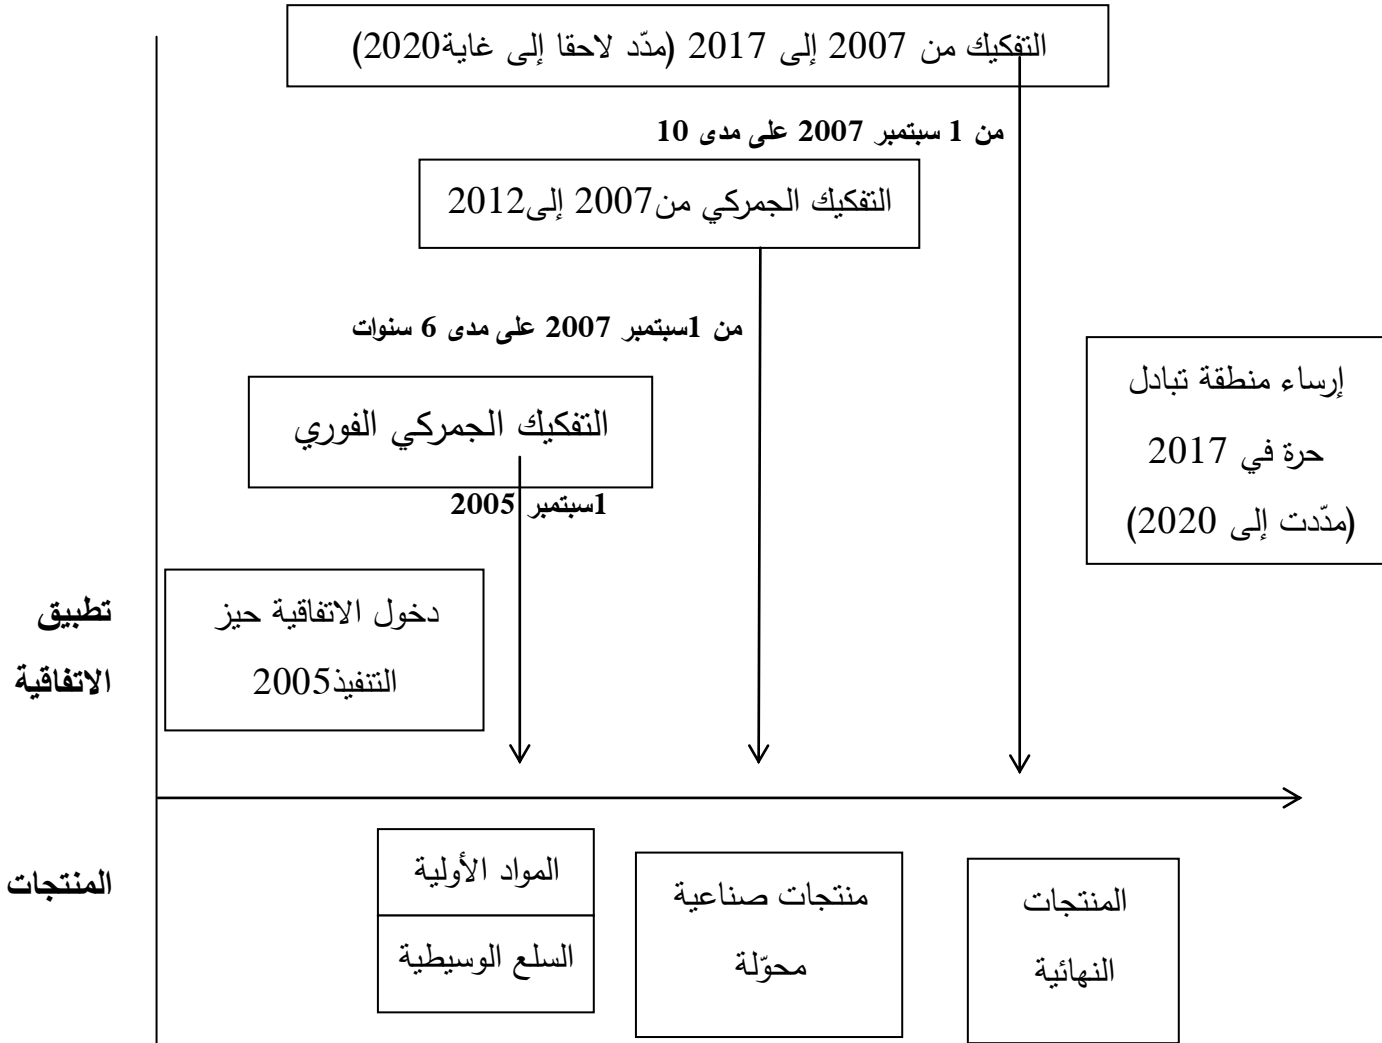 التفكيك من 2007 إلى 2017 (مدّد لاحقا إلى غاية2020)
من 1 سبتمبر 2007 على مدى 10
التفكيك الجمركي من2007 إلى2012
من 1سبتمبر 2007 على مدى 6 سنوات
إرساء منطقة تبادل
حرة في 2017
(مدّدت إلى 2020)
التفكيك الجمركي الفوري
1سبتمبر 2005
دخول الاتفاقية حيز
التنفيذ2005
تطبيق
الاتفاقية
المنتجات
المواد الأولية
السلع الوسيطية
منتجات صناعية
محوّلة
المنتجات
النهائية